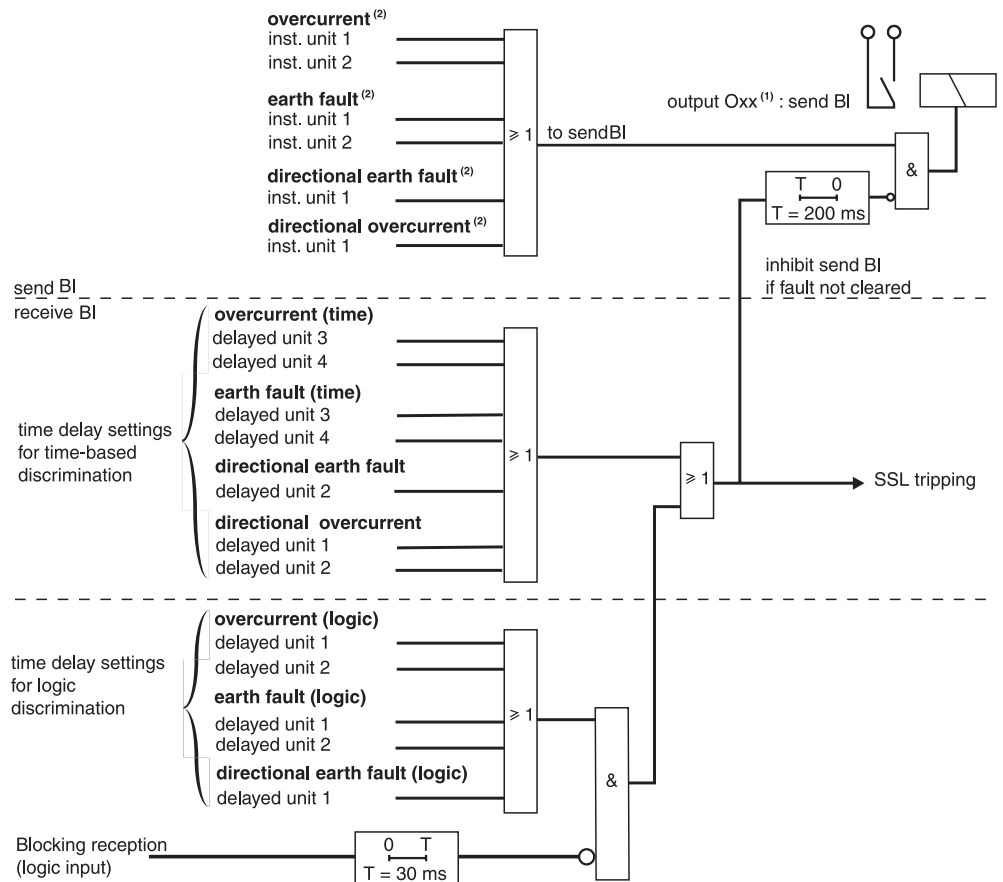 overcurrent (2)
inst. unit 1
inst. unit 2
earth fault (2)
inst. unit 1
inst. unit 2
directional earth fault (2)
inst. unit 1
directional overcurrent (2)
inst. unit 1
≥ 1
to sendBI
output Oxx (1) : send BI
&
T 0
T = 200 ms
inhibit send BI
if fault not cleared
send BI
receive BI
time delay settings
for time-based
discrimination
overcurrent (time)
delayed unit 3
delayed unit 4
earth fault (time)
delayed unit 3
delayed unit 4
directional earth fault
delayed unit 2
directional overcurrent
delayed unit 1
delayed unit 2
≥ 1
≥ 1
SSL tripping
time delay settings
for logic
discrimination
overcurrent (logic)
delayed unit 1
delayed unit 2
earth fault (logic)
delayed unit 1
delayed unit 2
directional earth fault (logic)
delayed unit 1
≥ 1
&
Blocking reception
(logic input)
0 T
T = 30 ms